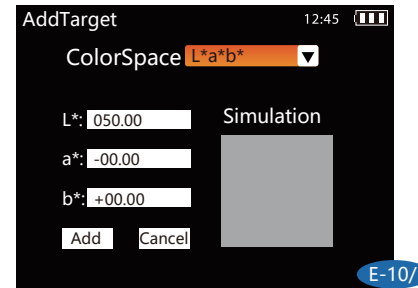 AddTarget 12:45
ColorSpace L*a*b*
L*: 050.00 Simulation
a*: -00.00
b*: +00.00
Add Cancel
E-10/